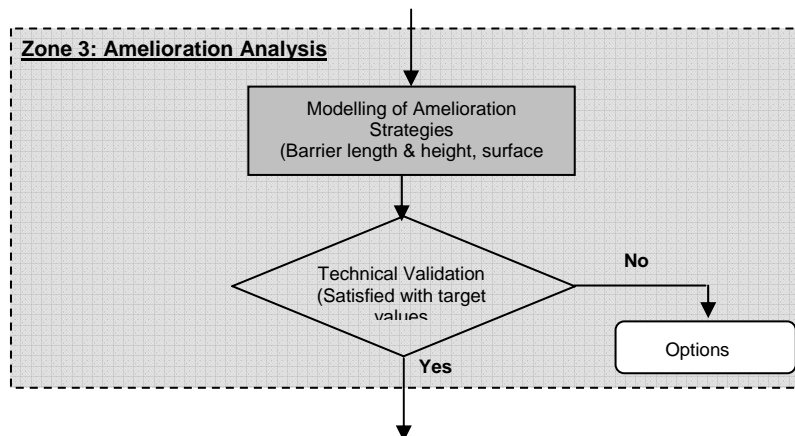 Zone 3: Amelioration Analysis
Modelling of Amelioration
Strategies
(Barrier length & height, surface
Technical Validation
(Satisfied with target
values
No
Options
Yes